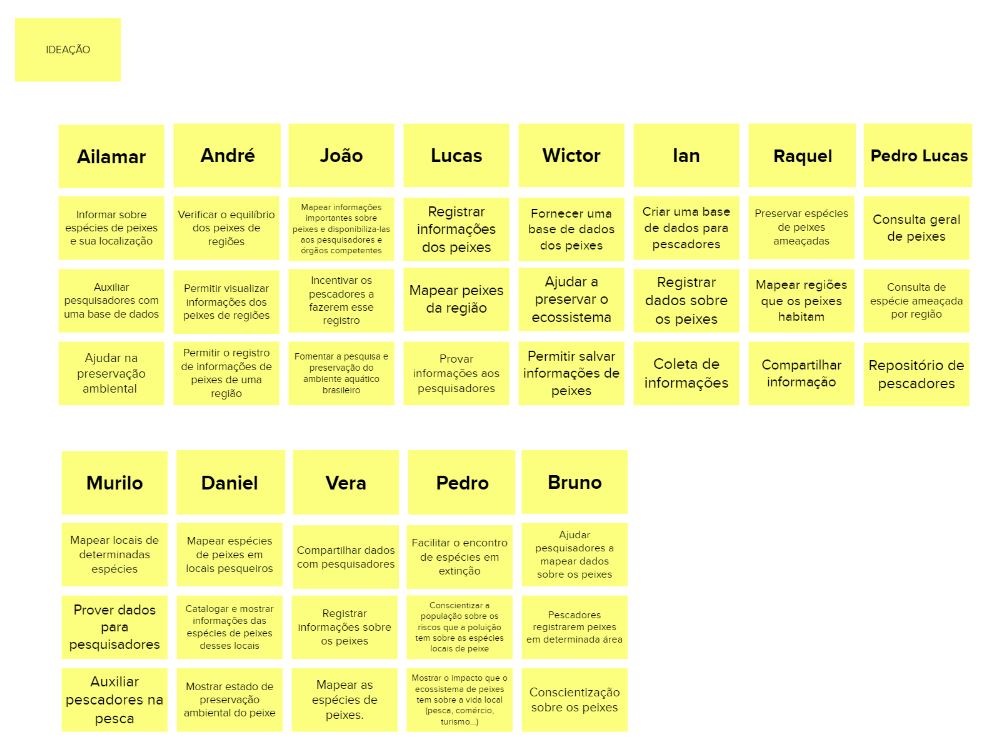 IDEAÇÃO
Ailamar
André
João
Lucas
Wictor
Ian
Raquel
Pedro Lucas
Informar sobre
espécies de peixes
e sua localização
Verificar o equilíbrio
dos peixes de
regiões
Mapear informações
importantes sobre
peixes e disponibiliza-las
aos pesquisadores e
órgãos competentes
Registrar
informações
dos peixes
Fornecer uma
base de dados
dos peixes
Criar uma base
de dados para
pescadores
Preservar espécies
de peixes
ameaçadas
Consulta geral
de peixes
Auxiliar
pesquisadores com
uma base de dados
Permitir visualizar
informações dos
peixes de regiões
Incentivar os
pescadores a
fazerem esse
registro
Mapear peixes
da região
Ajudar a
preservar o
ecossistema
Registrar
dados sobre
os peixes
Mapear regiões
que os peixes
habitam
Consulta de
espécie ameaçada
por região
Ajudar na
preservação
ambiental
Permitir o registro
de informações de
peixes de uma
região
Fomentar a pesquisa e
preservação do
ambiente aquático
brasileiro
Provar
informações aos
pesquisadores
Permitir salvar
informações de
peixes
Coleta de
informações
Compartilhar
informação
Repositório de
pescadores
Murilo
Daniel
Vera
Pedro
Bruno
Mapear locais de
determinadas
espécies
Mapear espécies
de peixes em
locais pesqueiros
Compartilhar dados
com pesquisadores
Facilitar o encontro
de espécies em
extinção
Ajudar
pesquisadores a
mapear dados
sobre os peixes
Prover dados
para
pesquisadores
Catalogar e mostrar
informações das
espécies de peixes
desses locais
Registrar
informações sobre
os peixes
Conscientizar a
população sobre os
riscos que a poluição
tem sobre as espécies
locais de peixe
Pescadores
registrarem peixes
em determinada área
Auxiliar
pescadores na
pesca
Mostrar estado de
preservação
ambiental do peixe
Mapear as
espécies de
peixes.
Mostrar o impacto que o
ecossistema de peixes
tem sobre a vida local
(pesca, comércio,
turismo...)
Conscientização
sobre os peixes